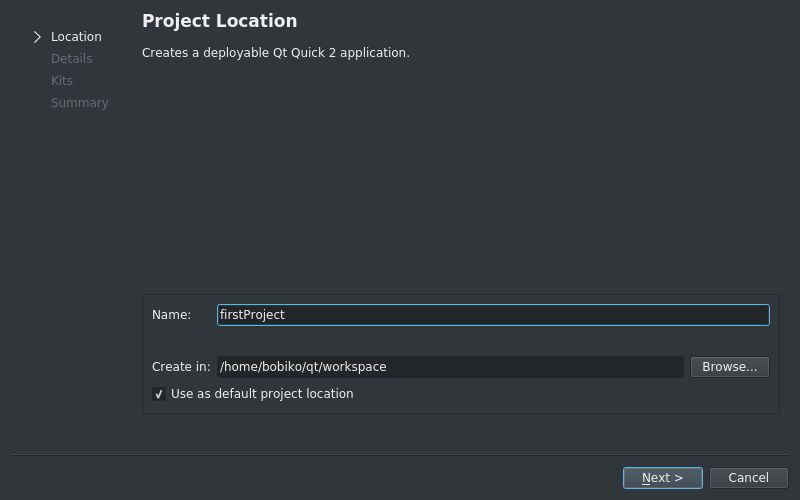 Location
Details
Kits
Summary
Project Location
Creates a deployable Qt Quick 2 application.
Name: firstProject
Create in: /home/bobiko/qt/workspace Browse...
Use as default project location
Next > Cancel